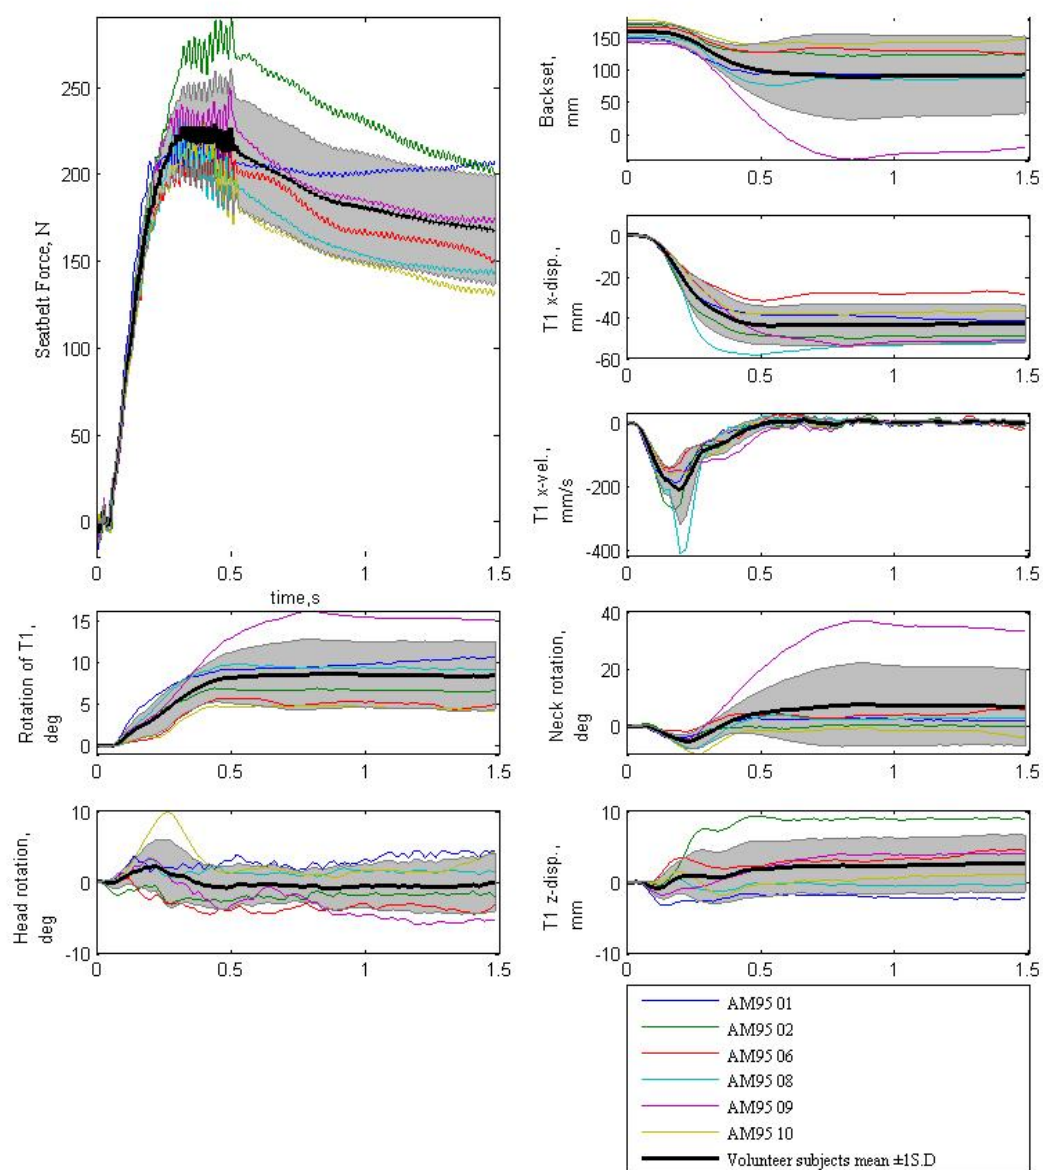 250
200
150
100
50
0
Seatbelt Force, N
0 0.5 1 1.5
time,s
150
100
50
0
Backset,
mm
0 0.5 1 1.5
0
-20
-40
-60
T1 x-disp.,
mm
0 0.5 1 1.5
0
-200
-400
T1 x-vel.,
mm/s
0 0.5 1 1.5
15
10
5
0
Rotation of T1,
deg
0 0.5 1 1.5
40
20
0
-10
Neck rotation,
deg
0 0.5 1 1.5
10
0
-10
Head rotation,
deg
0 0.5 1 1.5
10
0
-10
T1 z-disp.,
mm
0 0.5 1 1.5
AM95 01
AM95 02
AM95 06
AM95 08
AM95 09
AM95 10
Volunteer subjects mean ±1S.D